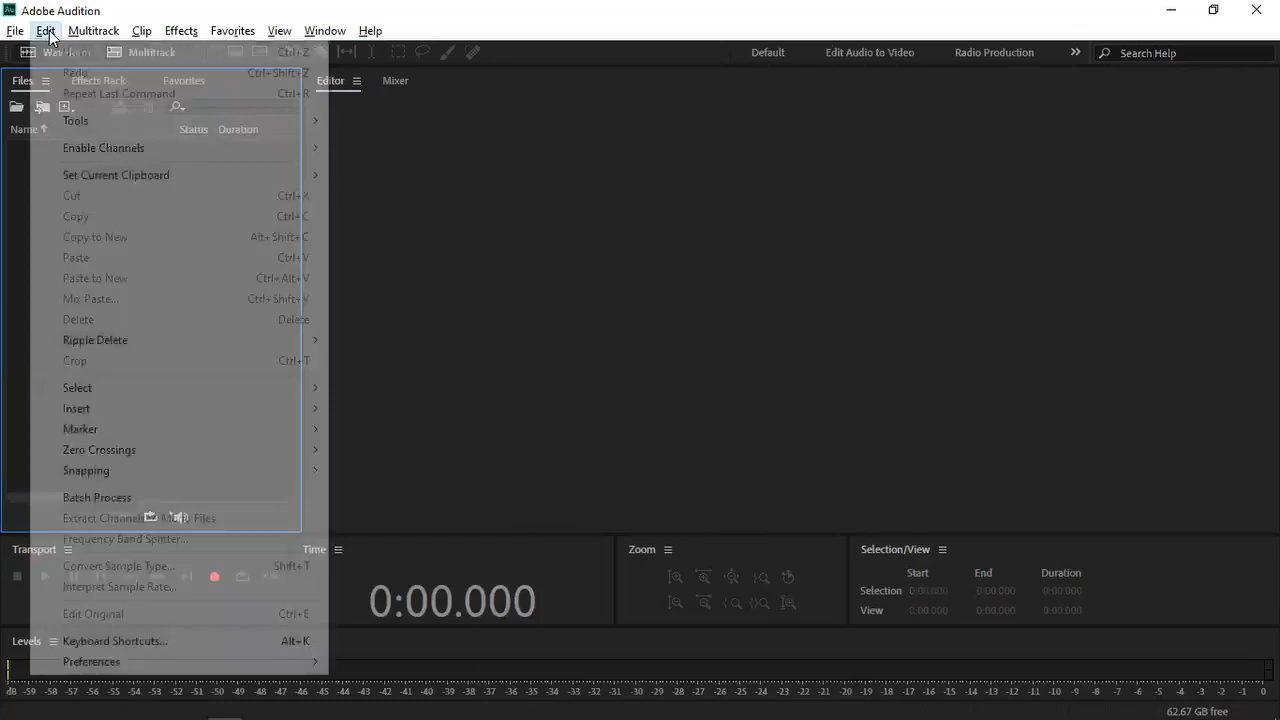 Adobe Audition
File Edit Multitrack Clip Effects Favorites View Window Help
Multitrack Ctrl+Z Default Edit Audio to Video Radio Production Search Help
Redo Ctrl+Shift+Z
Files Effects Rack Favorites Editor Mixer
Repeat Last Command Ctrl+R
Tools
Name Status Duration
Enable Channels
Set Current Clipboard
Cut Ctrl+X
Copy Ctrl+C
Copy to New Alt+Shift+C
Paste Ctrl+V
Paste to New Ctrl+Alt+V
Mix Paste... Ctrl+Shift+V
Delete Delete
Ripple Delete
Crop Ctrl+T
Select
Insert
Marker
Zero Crossings
Snapping
Batch Process
Files
Frequency Band Splitter...
Transport Time Zoom Selection/View
Convert Sample Type... Shift+T
Interpret Sample Rate...
Start End Duration
Selection 0:00.000 0:00.000 0:00.000
View 0:00.000 0:00.000 0:00.000
0:00.000
Edit Original Ctrl+E
Levels Keyboard Shortcuts... Alt+K
Preferences
dB -59 -58 -57 -56 -55 -54 -53 -52 -51 -50 -49 -48 -47 -46 -45 -44 -43 -42 -41 -40 -39 -38 -37 -36 -35 -34 -33 -32 -31 -30 -29 -28 -27 -26 -25 -24 -23 -22 -21 -20 -19 -18 -17 -16 -15 -14 -13 -12 -11 -10 -9 -8 -7 -6 -5 -4 -3 -2 -1 0
62.67 GB free